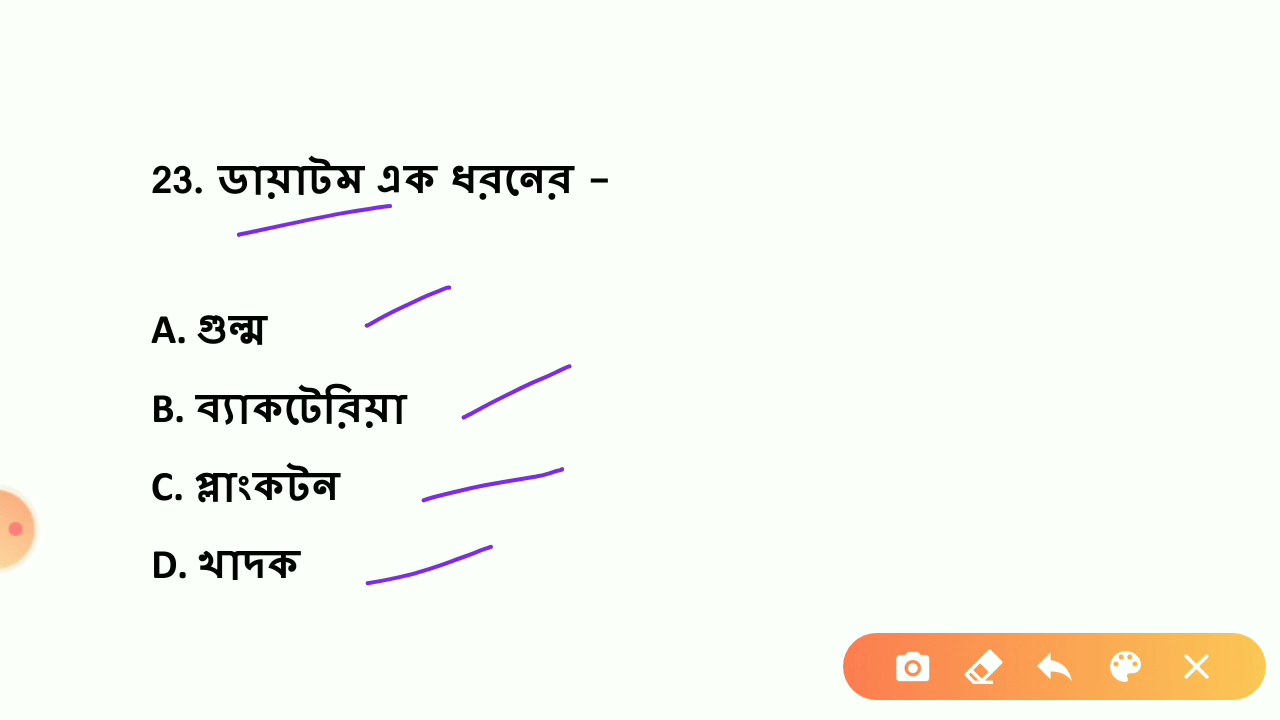 23. ডায়াটম এক ধরনের –
A. গুল্ম
B. ব্যাকটেরিয়া
C. প্লাংকটন
D. খাদক